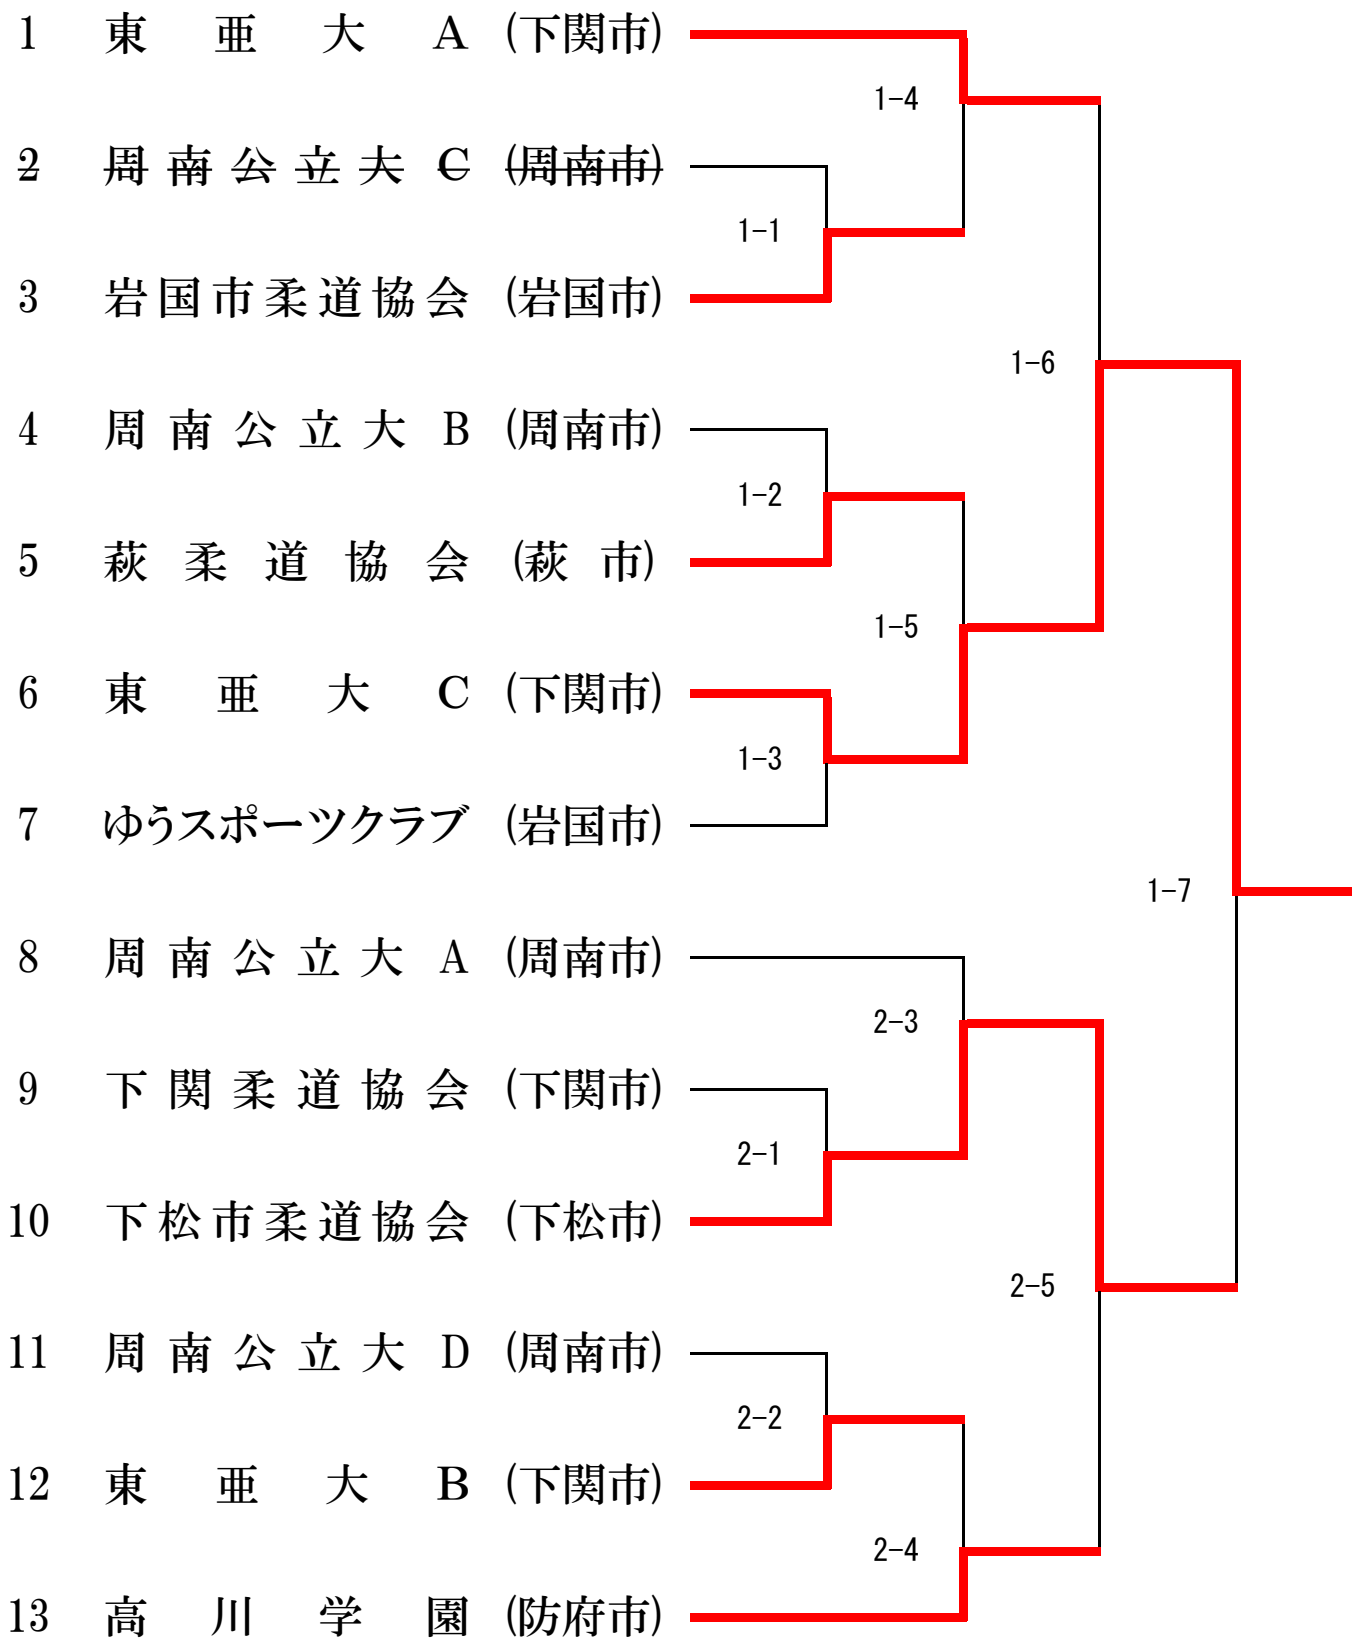 1 東亜大A (下関市)
1-4
2 周南公立大C (周南市)
1-1
3 岩国市柔道協会 (岩国市)
1-6
4 周南公立大B (周南市)
1-2
5 萩柔道協会 (萩市)
1-5
6 東亜大C (下関市)
1-3
7 ゆうスポーツクラブ (岩国市)
1-7
8 周南公立大A (周南市)
2-3
9 下関柔道協会 (下関市)
2-1
10 下松市柔道協会 (下松市)
2-5
11 周南公立大D (周南市)
2-2
12 東亜大B (下関市)
2-4
13 高川学園 (防府市)